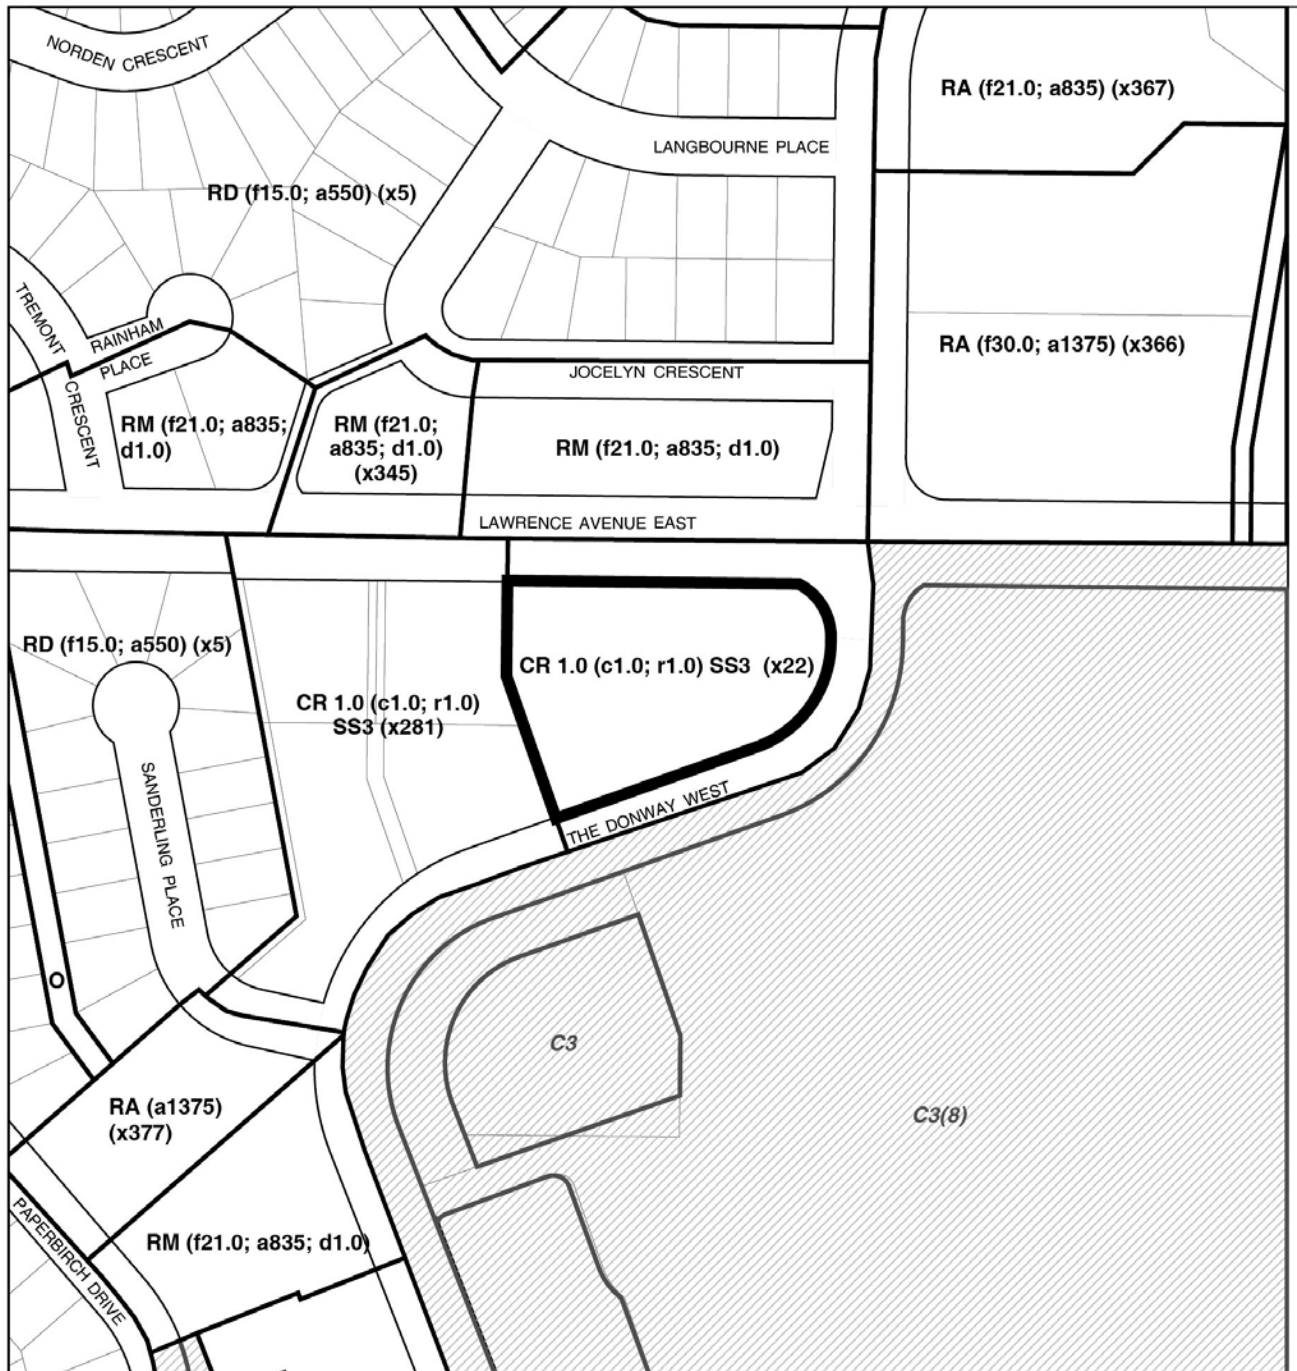 NORDEN CRESCENT
RA (f21.0; a835) (x367)
LANGBOURNE PLACE
RD (f15.0; a550) (x5)
TREMONT
CRESCENT
RAINHAM
PLACE
RA (f30.0; a1375) (x366)
JOCELYN CRESCENT
RM (f21.0; a835;
d1.0)
RM (f21.0;
a835; d1.0)
(x345)
RM (f21.0; a835; d1.0)
LAWRENCE AVENUE EAST
RD (f15.0; a550) (x5)
CR 1.0 (c1.0; r1.0)
SS3 (x281)
CR 1.0 (c1.0; r1.0) SS3 (x22)
SANDERLING PLACE
THE DONWAY WEST
O
C3
C3(8)
RA (a1375)
(x377)
PAPERBIRCH DRIVE
RM (f21.0; a835; d1.0)